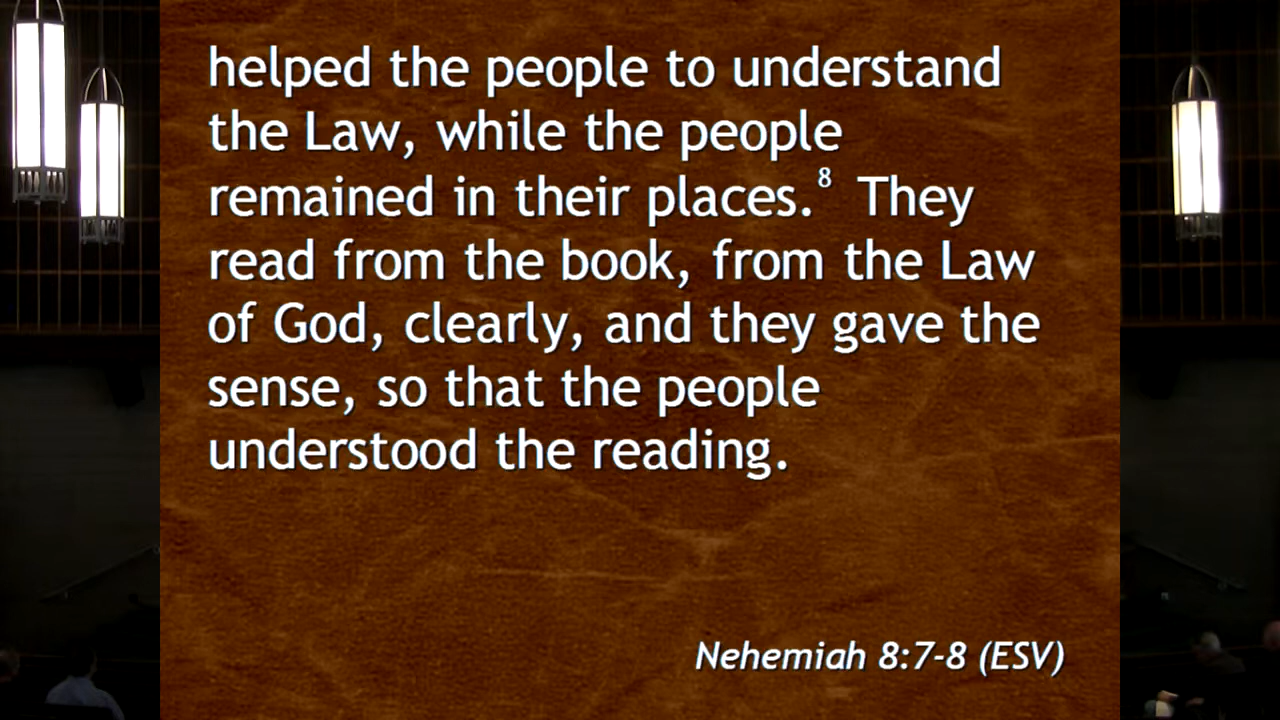 helped the people to understand
the Law, while the people
remained in their places. 8 They
read from the book, from the Law
of God, clearly, and they gave the
sense, so that the people
understood the reading.
Nehemiah 8:7-8 (ESV)